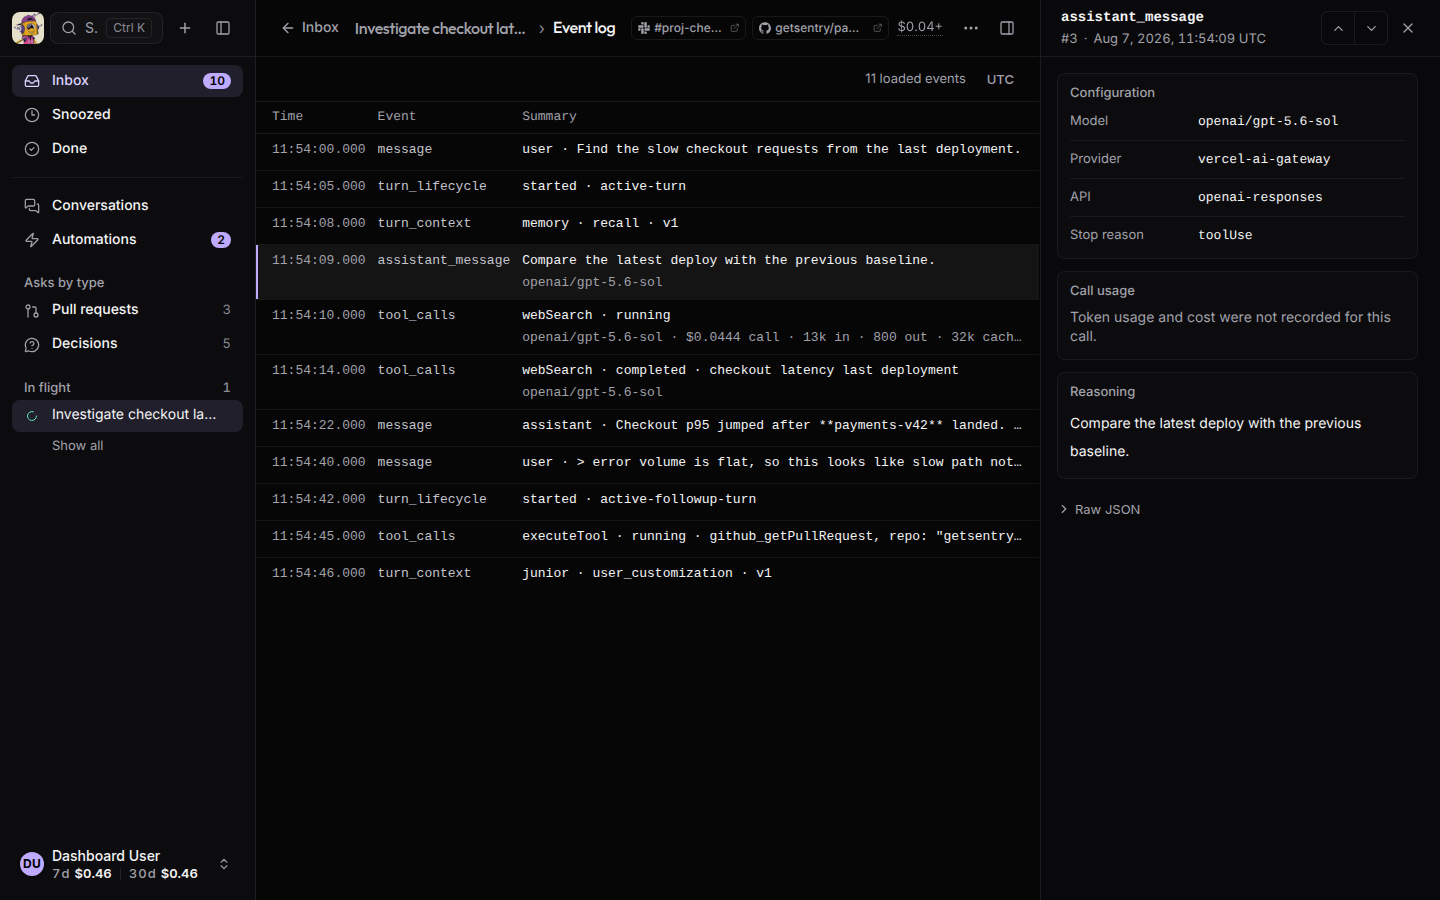 S.
Ctrl K
Inbox
10
Snoozed
Done
Conversations
Automations
2
Asks by type
Pull requests
3
Decisions
5
In flight
1
Investigate checkout la...
Show all
DU
Dashboard User
7d $0.46 | 30d $0.46
Inbox
Investigate checkout lat...
› Event log
#proj-che...
getsentry/pa...
$0.04+
11 loaded events
UTC
Time Event Summary
11:54:00.000 message user · Find the slow checkout requests from the last deployment.
11:54:05.000 turn_lifecycle started · active-turn
11:54:08.000 turn_context memory · recall · v1
11:54:09.000 assistant_message Compare the latest deploy with the previous baseline.
openai/gpt-5.6-sol
11:54:10.000 tool_calls webSearch · running
openai/gpt-5.6-sol · $0.0444 call · 13k in · 800 out · 32k cach…
11:54:14.000 tool_calls webSearch · completed · checkout latency last deployment
openai/gpt-5.6-sol
11:54:22.000 message assistant · Checkout p95 jumped after **payments-v42** landed. …
11:54:40.000 message user · > error volume is flat, so this looks like slow path not…
11:54:42.000 turn_lifecycle started · active-followup-turn
11:54:45.000 tool_calls executeTool · running · github_getPullRequest, repo: "getsentry…
11:54:46.000 turn_context junior · user_customization · v1
assistant_message
#3 · Aug 7, 2026, 11:54:09 UTC
Configuration
Model openai/gpt-5.6-sol
Provider vercel-ai-gateway
API openai-responses
Stop reason toolUse
Call usage
Token usage and cost were not recorded for this
call.
Reasoning
Compare the latest deploy with the previous
baseline.
Raw JSON